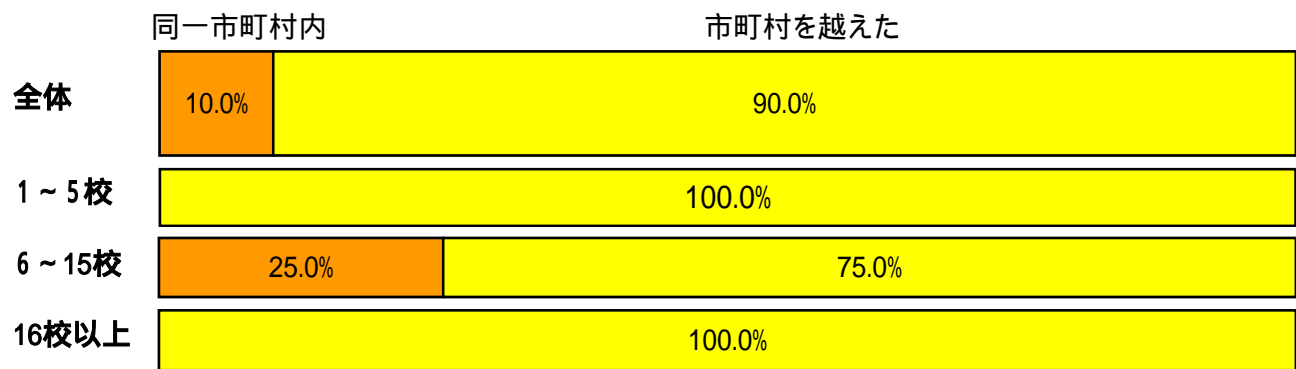 同一市町村内 市町村を越えた
全体 10.0% 90.0%
1～5校 100.0%
6～15校 25.0% 75.0%
16校以上 100.0%